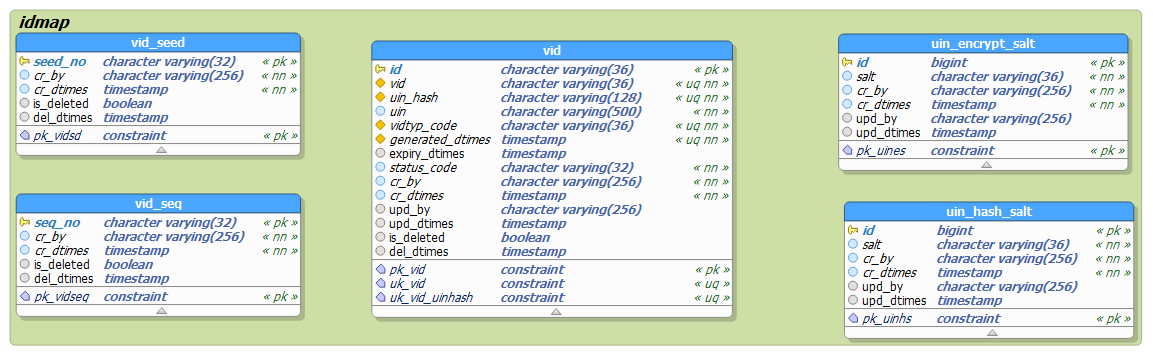 idmap
vid_seed
seed_no character varying(32) « pk »
cr_by character varying(256) « nn »
cr_dtimes timestamp « nn »
is_deleted boolean
del_dtimes timestamp
pk_vidsd constraint « pk »
vid_seq
seq_no character varying(32) « pk »
cr_by character varying(256) « nn »
cr_dtimes timestamp « nn »
is_deleted boolean
del_dtimes timestamp
pk_vidseq constraint « pk »
vid
id character varying(36) « pk »
vid character varying(36) « uq nn »
uin_hash character varying(128) « uq nn »
uin character varying(500) « nn »
vidtyp_code character varying(36) « uq nn »
generated_dtimes timestamp « uq nn »
expiry_dtimes timestamp
status_code character varying(32) « nn »
cr_by character varying(256) « nn »
cr_dtimes timestamp « nn »
upd_by character varying(256)
upd_dtimes timestamp
is_deleted boolean
del_dtimes timestamp
pk_vid constraint « pk »
uk_vid constraint « uq »
uk_vid_uinhash constraint « uq »
uin_encrypt_salt
id bigint « pk »
salt character varying(36) « nn »
cr_by character varying(256) « nn »
cr_dtimes timestamp « nn »
upd_by character varying(256)
upd_dtimes timestamp
pk_uines constraint « pk »
uin_hash_salt
id bigint « pk »
salt character varying(36) « nn »
cr_by character varying(256) « nn »
cr_dtimes timestamp « nn »
upd_by character varying(256)
upd_dtimes timestamp
pk_uinhs constraint « pk »